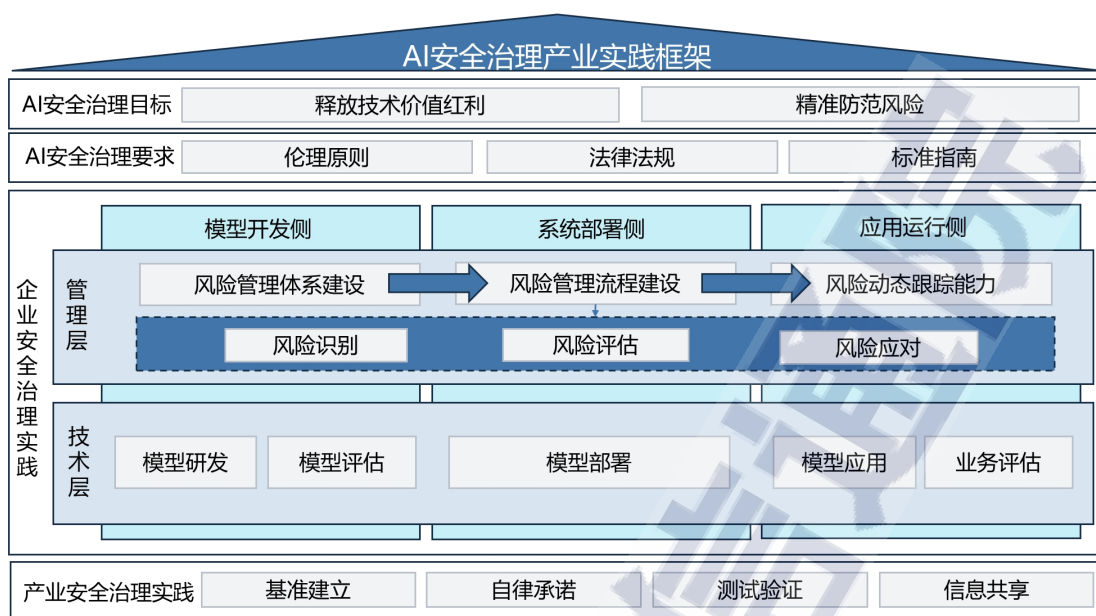 AI安全治理产业实践框架
AI安全治理目标
释放技术价值红利
精准防范风险
AI安全治理要求
伦理原则
法律法规
标准指南
企业安全治理实践
模型开发侧
系统部署侧
应用运行侧
管理层
风险管理体系建设
风险管理流程建设
风险动态跟踪能力
风险识别
风险评估
风险应对
技术层
模型研发
模型评估
模型部署
模型应用
业务评估
产业安全治理实践
基准建立
自律承诺
测试验证
信息共享
信通院